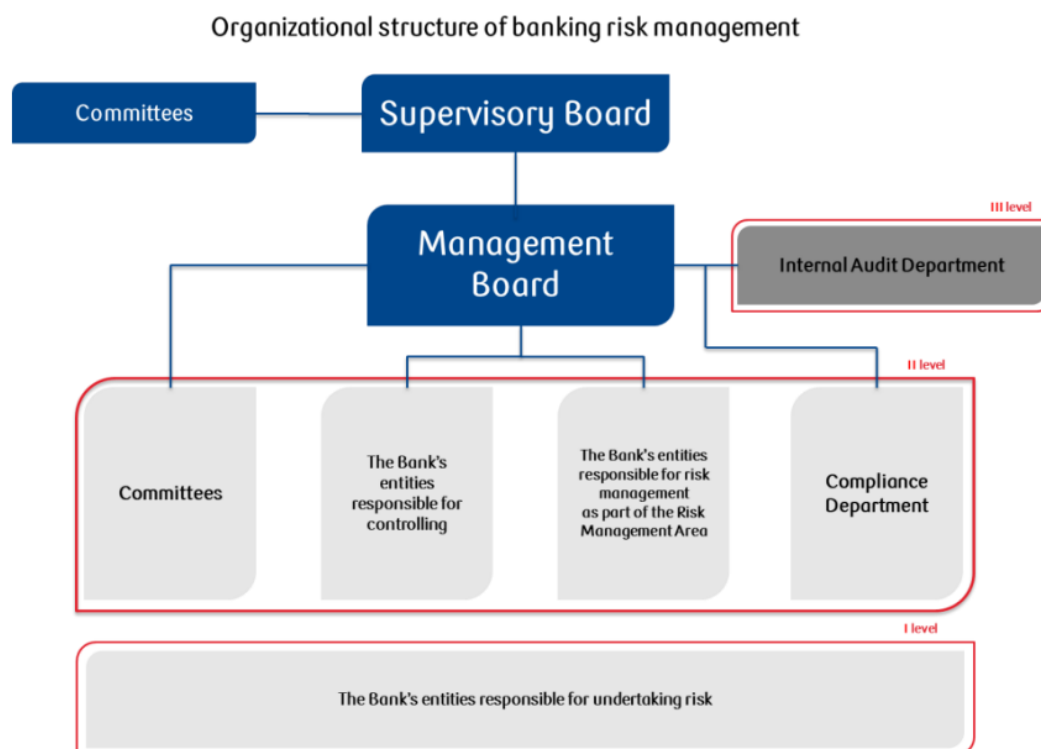 Organizational structure of banking risk management
Committees
Supervisory Board
III level
Management
Board
Internal Audit Department
II level
Committees
The Bank's
entities
responsible for
controlling
The Bank's entities
responsible for risk
management
as part of the Risk
Management Area
Compliance
Department
I level
The Bank's entities responsible for undertaking risk